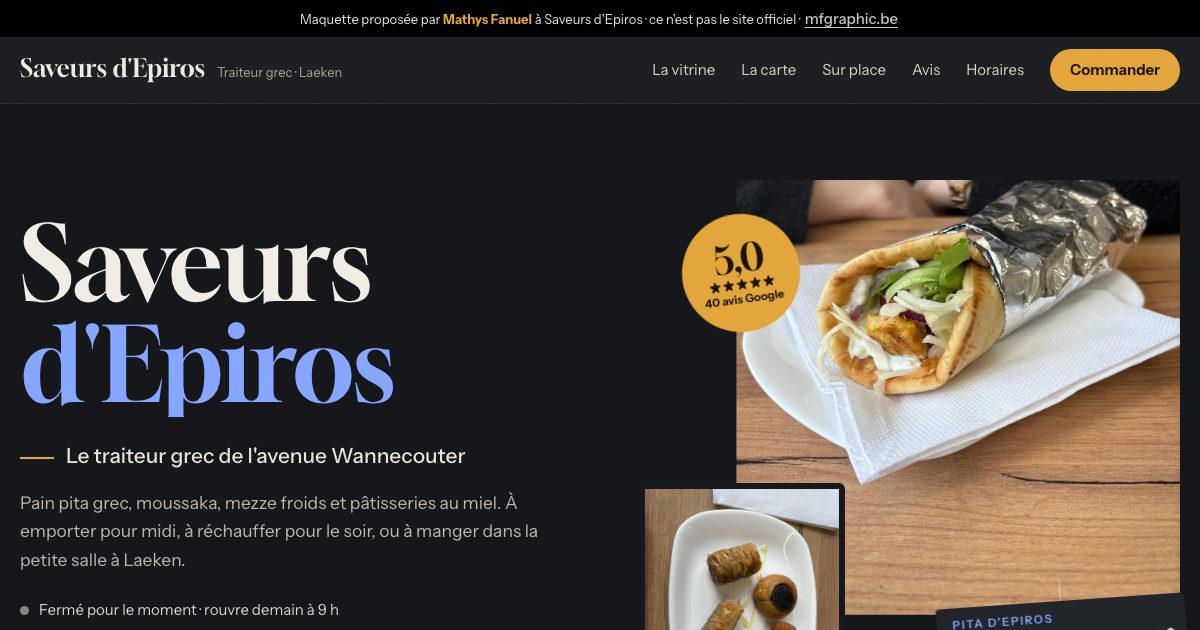 Maquette proposée par Mathys Fanuel à Saveurs d'Epiros · ce n'est pas le site officiel · mfgraphic.be
Saveurs d'Epiros Traiteur grec · Laeken La vitrine La carte Sur place Avis Horaires Commander
Saveurs
d'Epiros
5,0
★★★★★
40 avis Google
Le traiteur grec de l'avenue Wannecouter
Pain pita grec, moussaka, mezze froids et pâtisseries au miel. À
emporter pour midi, à réchauffer pour le soir, ou à manger dans la
petite salle à Laeken.
Fermé pour le moment · rouvre demain à 9 h
PITA D'EPIROS